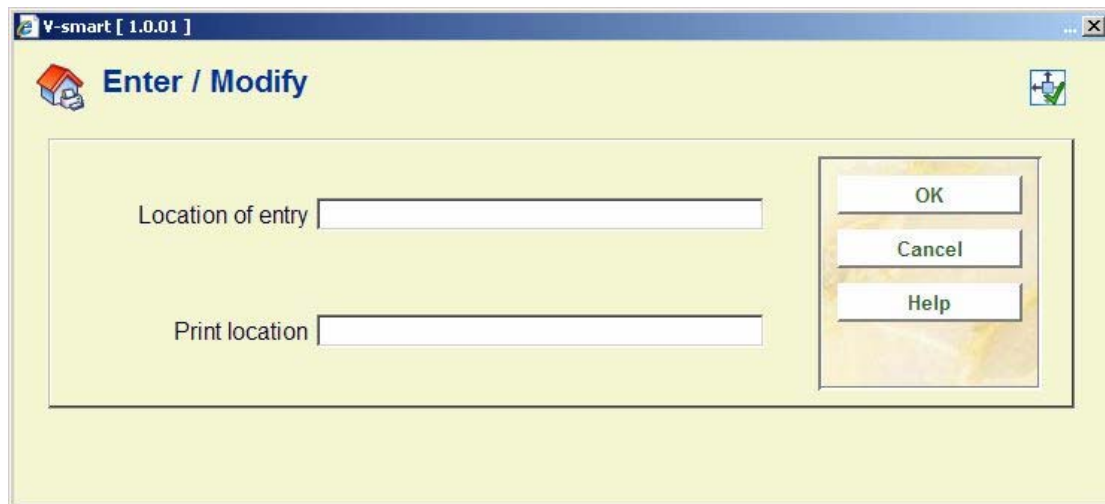 V-smart [ 1.0.01 ]
...
Enter / Modify
Location of entry
Print location
OK
Cancel
Help